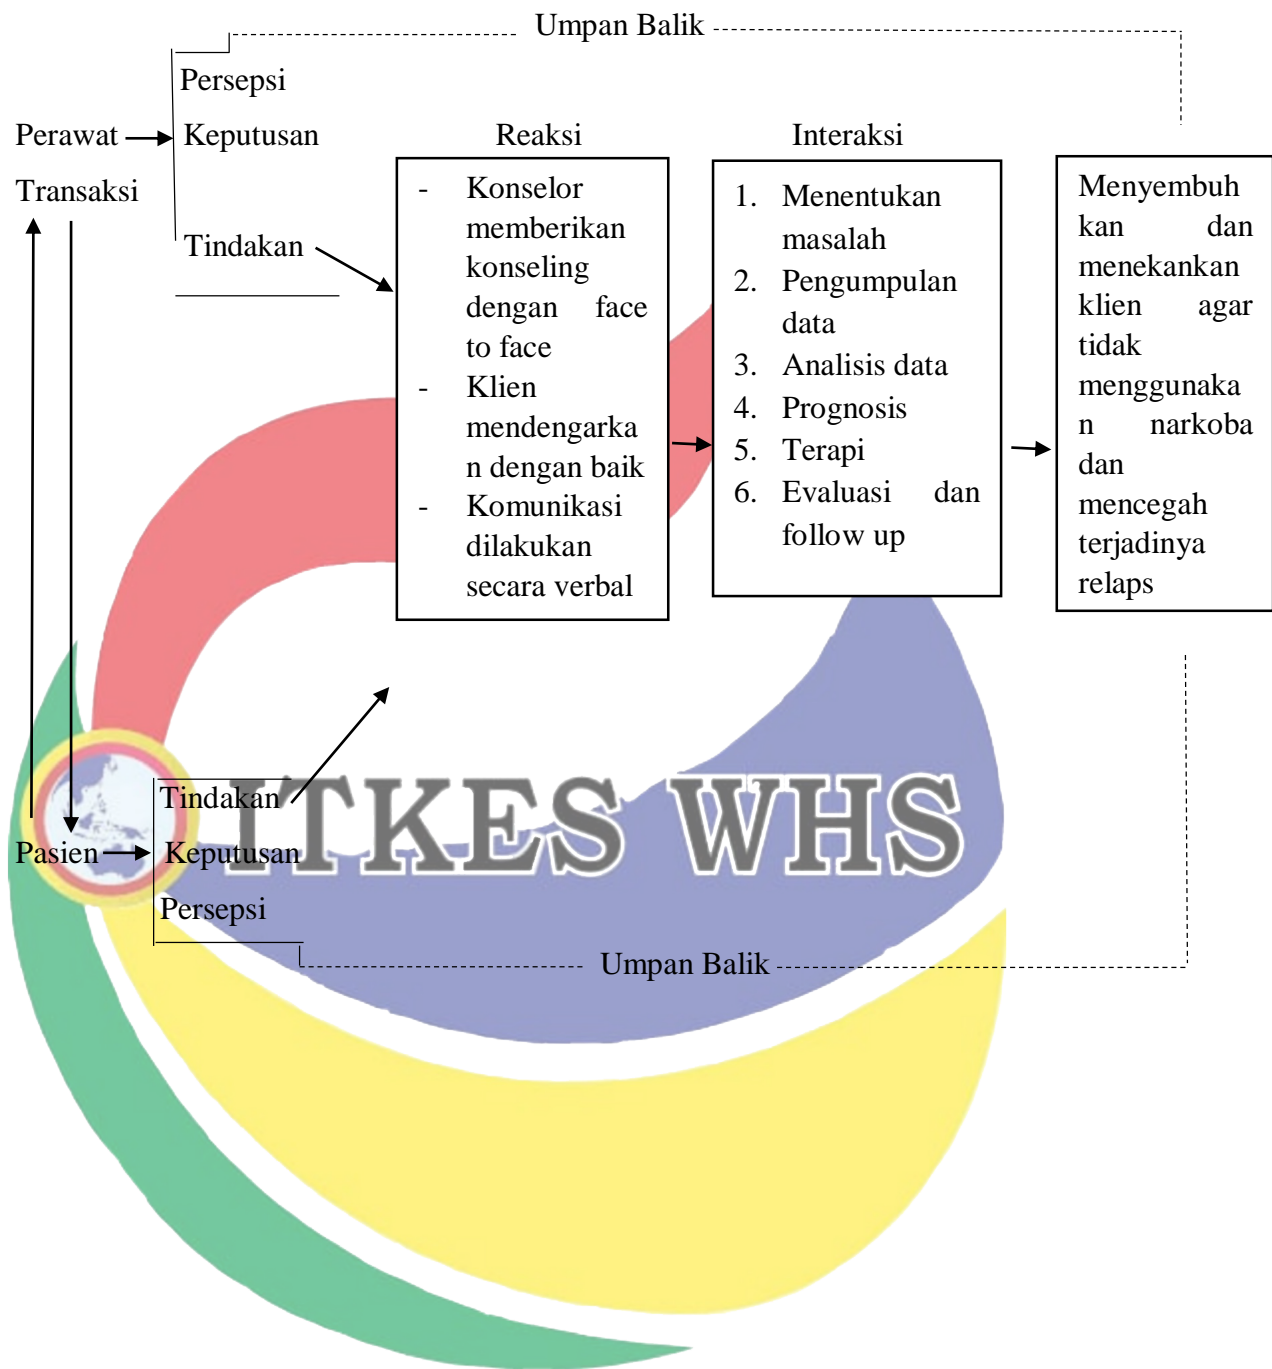 Umpan Balik
Persepsi
Perawat
Keputusan
Transaksi
Tindakan
Reaksi
- Konselor
memberikan
konseling
dengan face
to face
- Klien
mendengarka
n dengan baik
- Komunikasi
dilakukan
secara verbal
Interaksi
1. Menentukan
masalah
2. Pengumpulan
data
3. Analisis data
4. Prognosis
5. Terapi
6. Evaluasi dan
follow up
Menyembuh
kan dan
menekankan
klien agar
tidak
menggunaka
n narkoba
dan
mencegah
terjadinya
relaps
Tindakan
Pasien
Keputusan
Persepsi
ITKES WHS
Umpan Balik